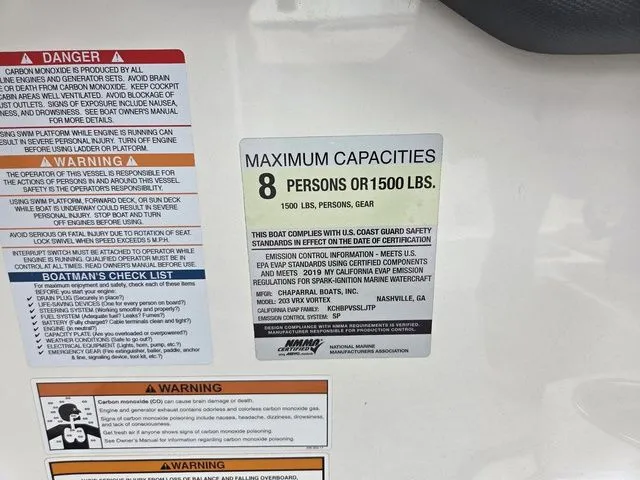 DANGER
CARBON MONOXIDE IS PRODUCED BY ALL
LINE ENGINES AND GENERATOR SETS. AVOID BRAIN
E OR DEATH FROM CARBON MONOXIDE. KEEP COCKPIT
CABIN AREAS WELL VENTILATED. AVOID BLOCKAGE OF
UST OUTLETS. SIGNS OF EXPOSURE INCLUDE NAUSEA,
NESS, AND DROWSINESS. SEE BOAT OWNER'S MANUAL
FOR MORE DETAILS.
USING SWIM PLATFORM WHILE ENGINE IS RUNNING CAN
RESULT IN SEVERE PERSONAL INJURY. TURN OFF ENGINE
BEFORE USING LADDER OR PLATFORM.
WARNING
THE OPERATOR OF THIS VESSEL IS RESPONSIBLE FOR
THE ACTIONS OF PERSONS IN AND AROUND THIS VESSEL.
SAFETY IS THE OPERATOR'S RESPONSIBILITY.
USING SWIM PLATFORM, FORWARD DECK, OR SUN DECK
WHILE BOAT IS UNDERWAY COULD RESULT IN SEVERE
PERSONAL INJURY. STOP BOAT AND TURN
OFF ENGINES BEFORE USING.
AVOID SERIOUS OR FATAL INJURY DUE TO ROTATION OF SEAT.
LOCK SWIVEL WHEN SPEED EXCEEDS 5 M.P.H.
INTERRUPT SWITCH MUST BE ATTACHED TO OPERATOR WHILE
ENGINE IS RUNNING. QUALIFIED OPERATOR MUST BE IN
CONTROL AT ALL TIMES. READ OWNER'S MANUAL BEFORE USE.
BOATMAN'S CHECK LIST
For maximum enjoyment and safety, check each of these items
BEFORE you start your engine:
✔ DRAIN PLUG (Securely in place?)
✔ LIFE-SAVING DEVICES (One for every person on board?)
✔ STEERING SYSTEM (Working smoothly and properly?)
✔ FUEL SYSTEM (Adequate fuel? Leaks? Fumes?)
✔ BATTERY (Fully charged? Cable terminals clean and tight?)
✔ ENGINE (In neutral?)
✔ CAPACITY PLATE (Are you overloaded or overpowered?)
✔ WEATHER CONDITIONS (Safe to go out?)
✔ ELECTRICAL EQUIPMENT (Lights, horn, pump, etc.?)
✔ EMERGENCY GEAR (Fire extinguisher, bailer, paddle, anchor
& line, signaling device, tool kit, etc.?)
MAXIMUM CAPACITIES
8 PERSONS OR 1500 LBS.
1500 LBS, PERSONS, GEAR
THIS BOAT COMPLIES WITH U.S. COAST GUARD SAFETY
STANDARDS IN EFFECT ON THE DATE OF CERTIFICATION
EMISSION CONTROL INFORMATION - MEETS U.S.
EPA EVAP STANDARDS USING CERTIFIED COMPONENTS
AND MEETS 2019 MY CALIFORNIA EVAP EMISSION
REGULATIONS FOR SPARK-IGNITION MARINE WATERCRAFT
MFGR: CHAPARRAL BOATS, INC.
MODEL: 203 VRX VORTEX NASHVILLE, GA
CALIFORNIA EVAP FAMILY: KCHBPVSSLJTP
EMISSION CONTROL SYSTEM: SP
DESIGN COMPLIANCE WITH NMMA REQUIREMENTS IS VERIFIED.
MANUFACTURER RESPONSIBLE FOR PRODUCTION CONTROL.
NMMA
CERTIFIED
NATIONAL MARINE
MANUFACTURERS ASSOCIATION
WARNING
Carbon monoxide (CO) can cause brain damage or death.
Engine and generator exhaust contains odorless and colorless carbon monoxide gas.
Signs of carbon monoxide poisoning include nausea, headache, dizziness, drowsiness,
and lack of consciousness.
Get fresh air if anyone shows signs of carbon monoxide poisoning.
See Owner's Manual for information regarding carbon monoxide poisoning.
WARNING
AVOID SERIOUS INJURY FROM LOSS OF BALANCE AND FALLING OVERBOARD.